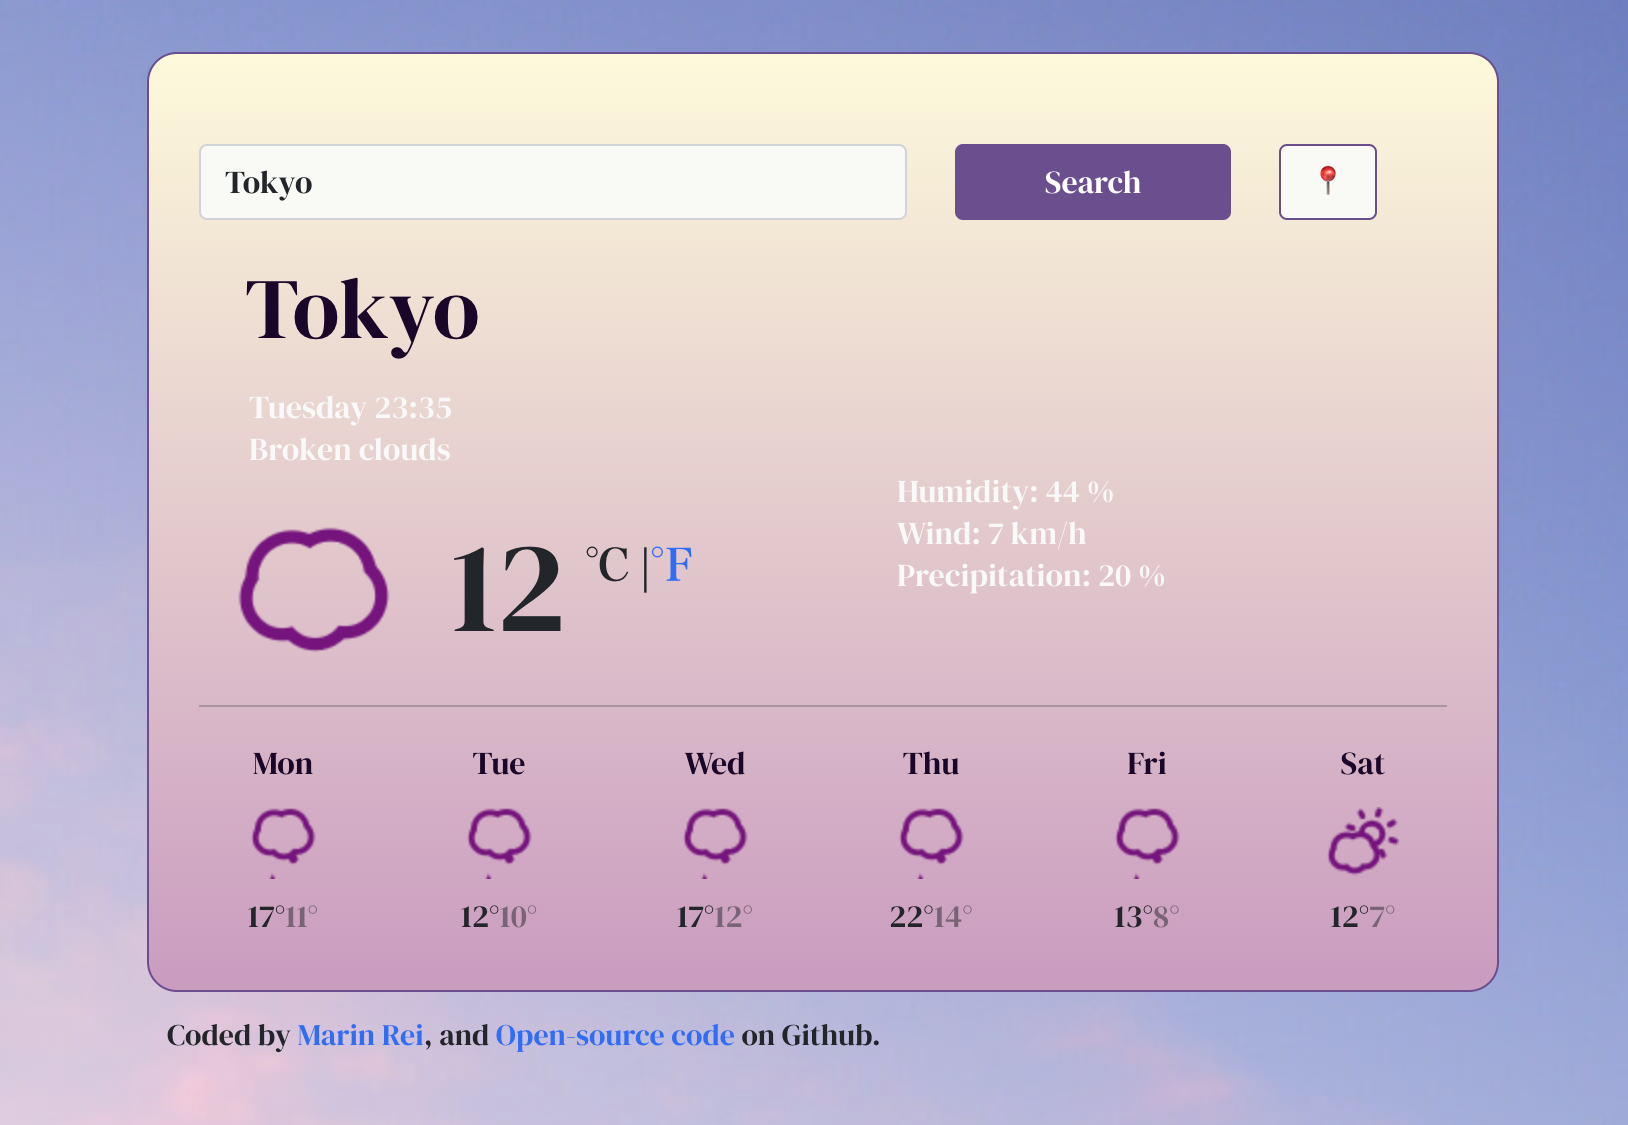 Tokyo
Search
Tokyo
Tuesday 23:35
Broken clouds
Humidity: 44 %
Wind: 7 km/h
Precipitation: 20 %
12 °C |°F
Mon Tue Wed Thu Fri Sat
17°11° 12°10° 17°12° 22°14° 13°8° 12°7°
Coded by Marin Rei, and Open-source code on Github.